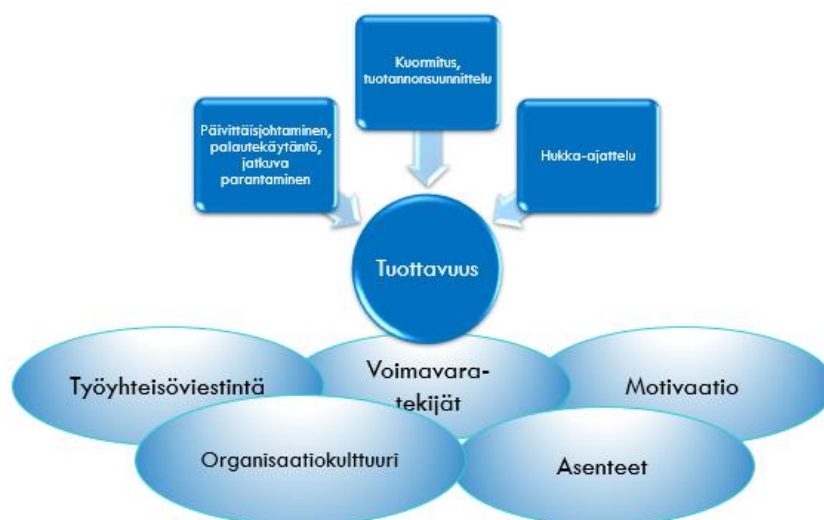 Kuormitus,
tuotannonsuunnittelu
Päivittäisjohtaminen,
palautekäytäntö,
jatkuva
parantaminen
Hukka-ajattelu
Tuottavuus
Työyhteisöviestintä
Voimavara-
tekijät
Motivaatio
Organisaatiokulttuuri
Asenteet